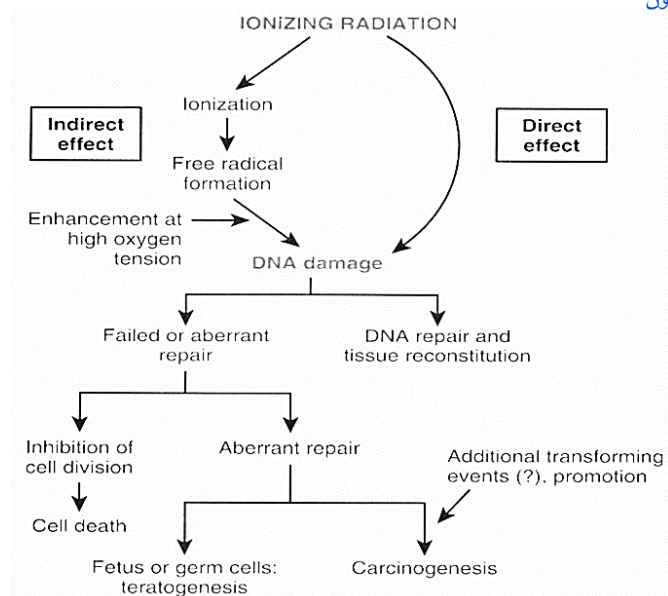 IONiZING RADIATION
Ionization
Indirect
effect
Direct
effect
Free radical
formation
Enhancement at
high oxygen
tension
DNA damage
Failed or aberrant
repair
DNA repair and
tissue reconstitution
Inhibition of
cell division
Aberrant repair
Additional transforming
events (?), promotion
Cell death
Fetus or germ cells:
teratogenesis
Carcinogenesis